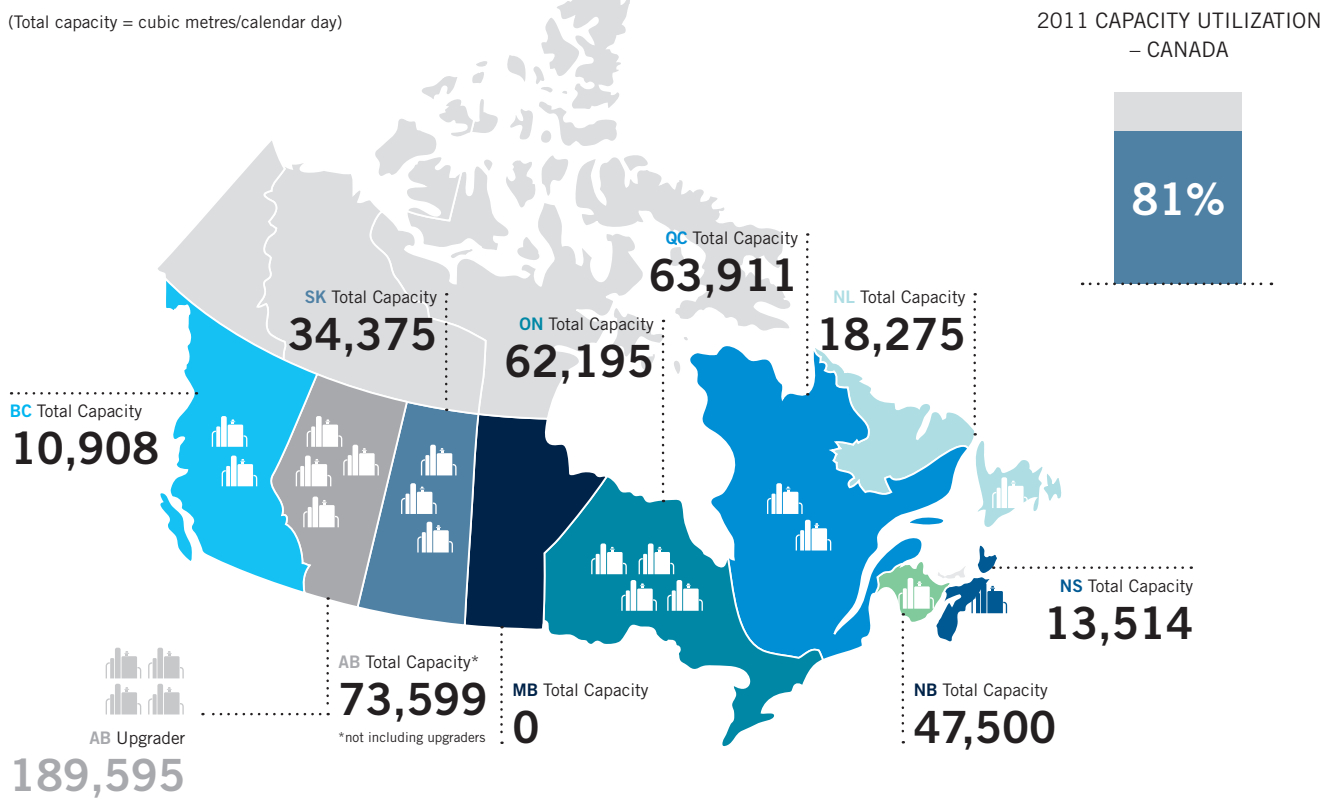 (Total capacity = cubic metres/calendar day)
2011 CAPACITY UTILIZATION
– CANADA
81%
QC Total Capacity
63,911
SK Total Capacity
34,375
NL Total Capacity
18,275
ON Total Capacity
62,195
BC Total Capacity
10,908
NS Total Capacity
13,514
AB Total Capacity*
73,599
*not including upgraders
MB Total Capacity
0
NB Total Capacity
47,500
AB Upgrader
189,595